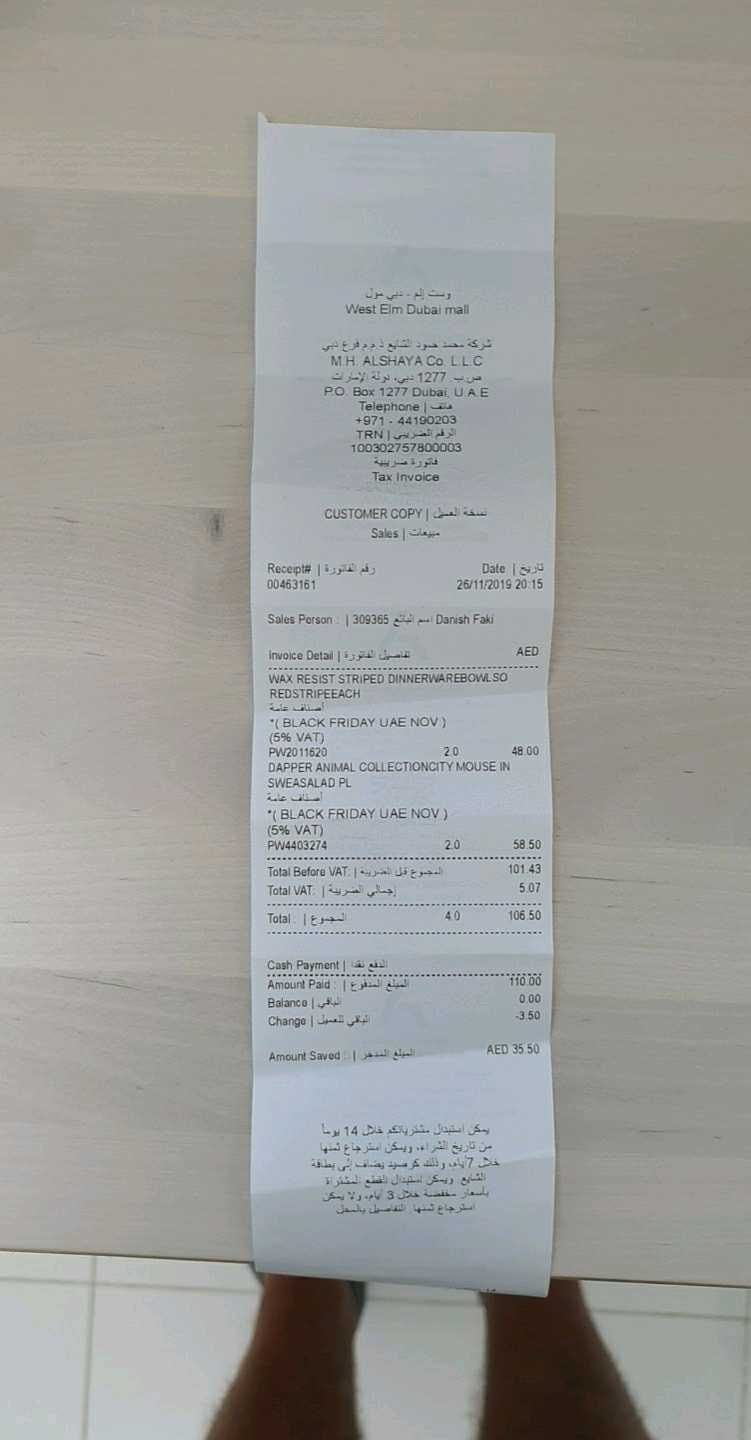 وست إلم - دبي مول
West Elm Dubai mall
شركة محمد حمود الشايع ذ.م.م فرع دبي
M.H. ALSHAYA Co. L.L.C
ص.ب. 1277 دبي، دولة الإمارات
P.O. Box 1277 Dubai, U.A.E
Telephone | هاتف
+971 - 44190203
TRN | الرقم الضريبي
100302757800003
فاتورة ضريبية
Tax Invoice
CUSTOMER COPY | نسخة العميل
Sales | مبيعات
Receipt# | رقم الفاتورة Date | تاريخ
00463161 26/11/2019 20:15
Sales Person : | 309365 اسم البائع Danish Faki
Invoice Detail | تفاصيل الفاتورة AED
WAX RESIST STRIPED DINNERWAREBOWLSO
REDSTRIPEEACH
أصناف عامة
*( BLACK FRIDAY UAE NOV )
(5% VAT)
PW2011620 2.0 48.00
DAPPER ANIMAL COLLECTIONCITY MOUSE IN
SWEASALAD PL
أصناف عامة
*( BLACK FRIDAY UAE NOV )
(5% VAT)
PW4403274 2.0 58.50
Total Before VAT: | المجموع قبل الضريبة 101.43
Total VAT: | إجمالي الضريبة 5.07
Total : | المجموع 4.0 106.50
Cash Payment | الدفع نقدا
Amount Paid : | المبلغ المدفوع 110.00
Balance | الباقي 0.00
Change | الباقي للعميل -3.50
Amount Saved : | المبلغ المدخر AED 35.50
يمكن استبدال مشترياتكم خلال 14 يوماً
من تاريخ الشراء، ويمكن استرجاع ثمنها
خلال 7أيام، وذلك كرصيد يضاف إلى بطاقة
الشايع. ويمكن استبدال القطع المشتراة
بأسعار مخفضة خلال 3 أيام، ولا يمكن
استرجاع ثمنها. التفاصيل بالمحل